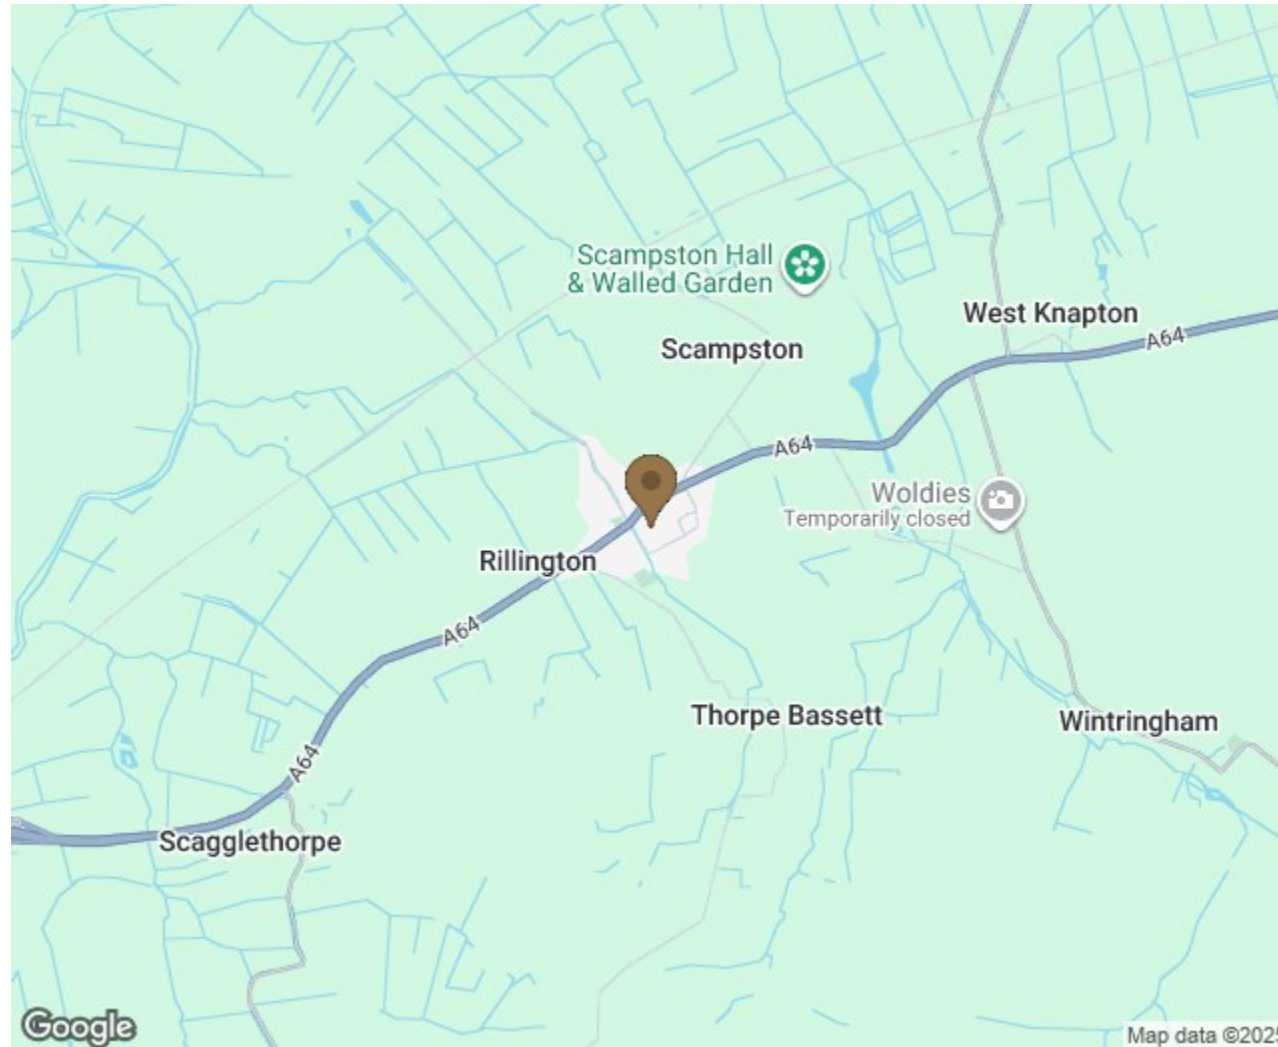 Scampston Hall
& Walled Garden
West Knapton
A64
Scampston
A64
Woldies
Temporarily closed
Rillington
A64
Thorpe Bassett
Wintringham
A64
Scagglethorpe
Google
Map data ©2025